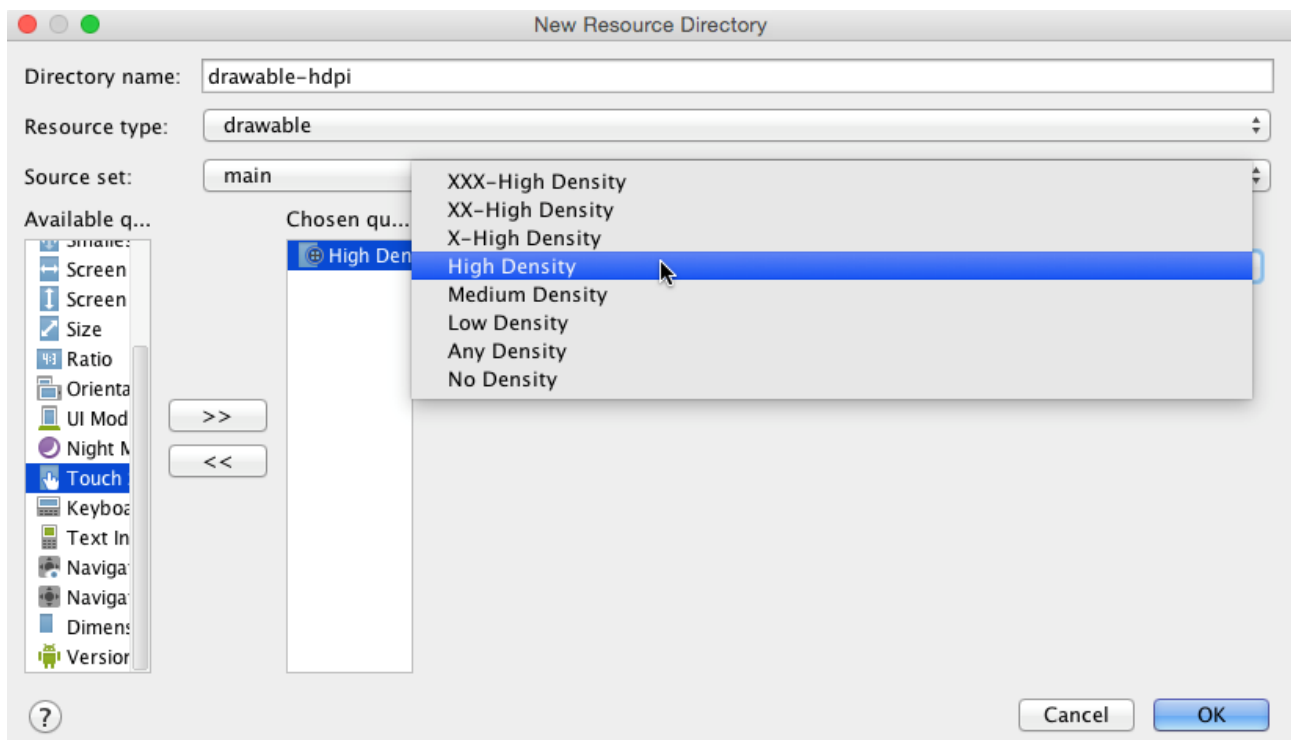 New Resource Directory
Directory name: drawable-hdpi
Resource type: drawable
Source set: main
Available q...
Chosen qu...
Screen
Screen
Size
4:3 Ratio
Orienta
UI Mod
Night M
Touch
Keyboa
Text In
Naviga
Naviga
Dimens
Version
>>
<<
High Den
XXX-High Density
XX-High Density
X-High Density
High Density
Medium Density
Low Density
Any Density
No Density
?
Cancel
OK